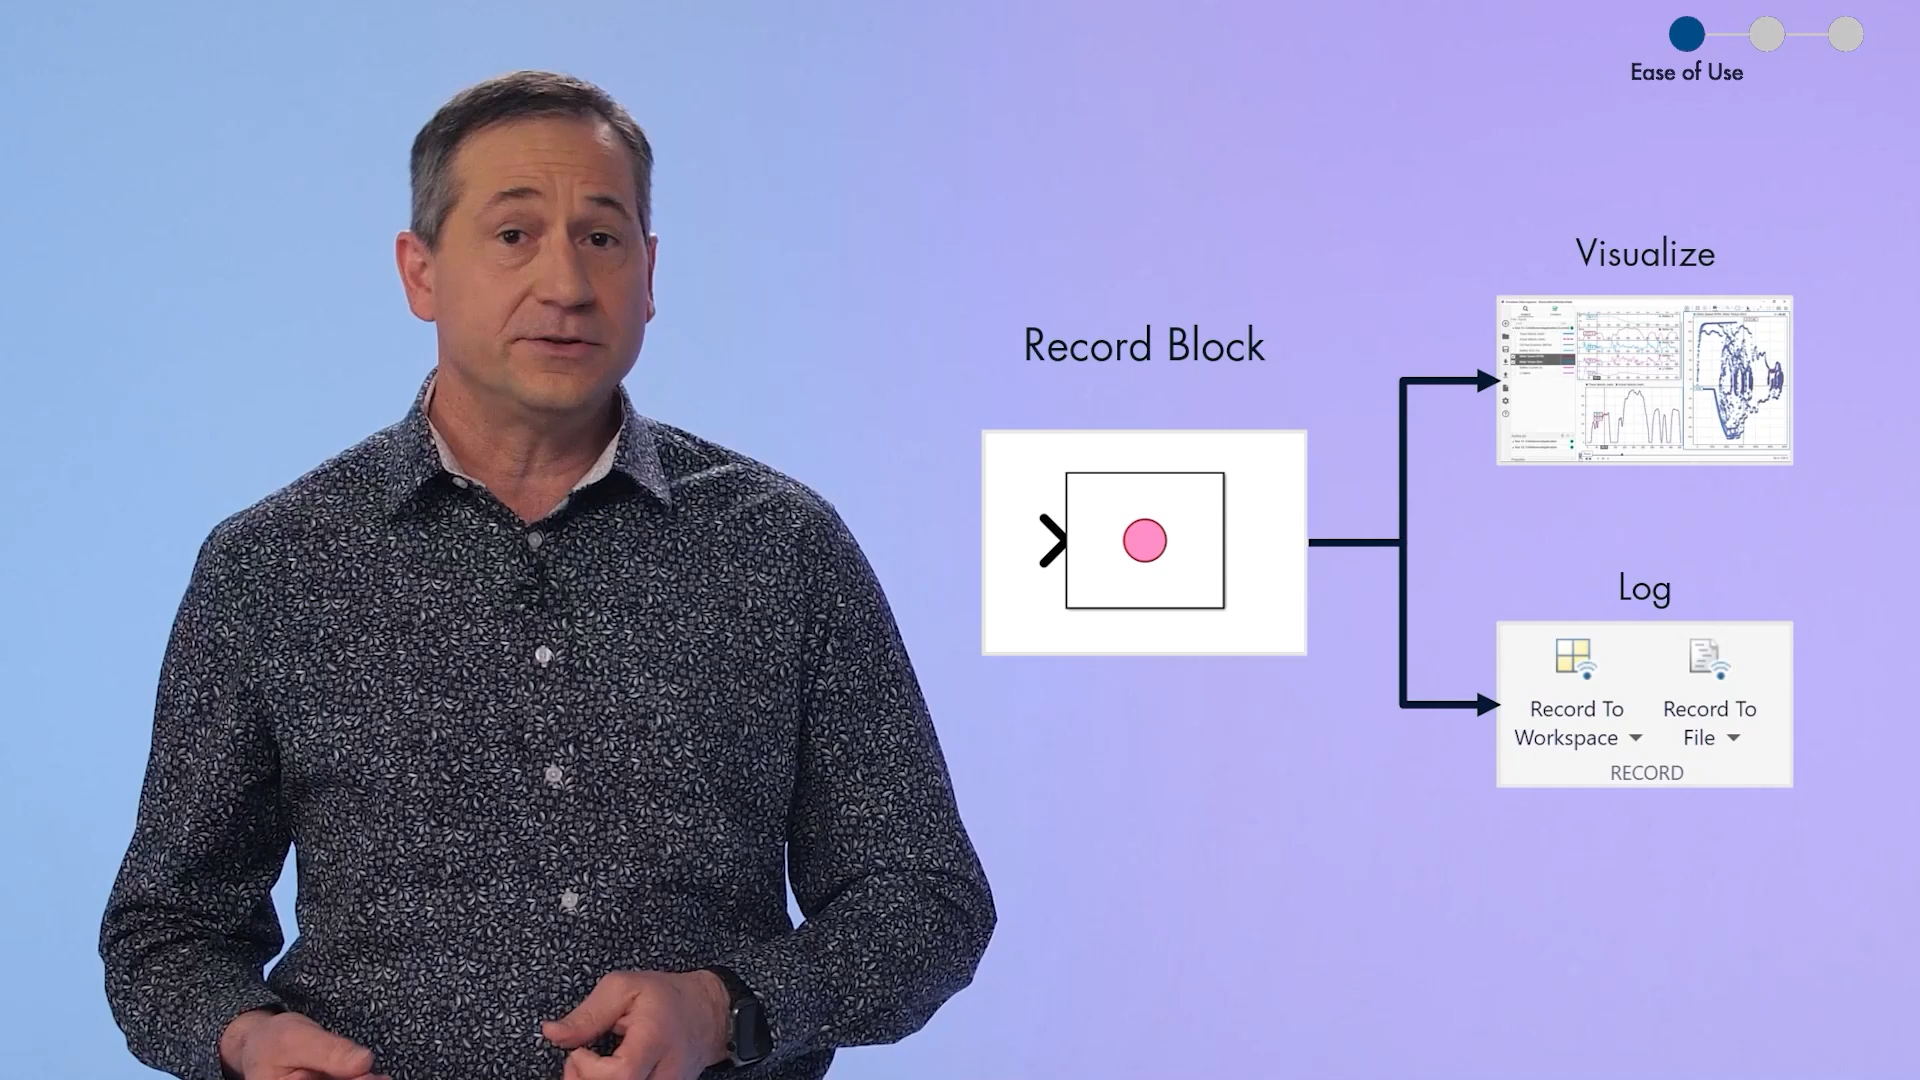 Ease of Use
Visualize
Record Block
Log
Record To
Workspace
Record To
File
RECORD